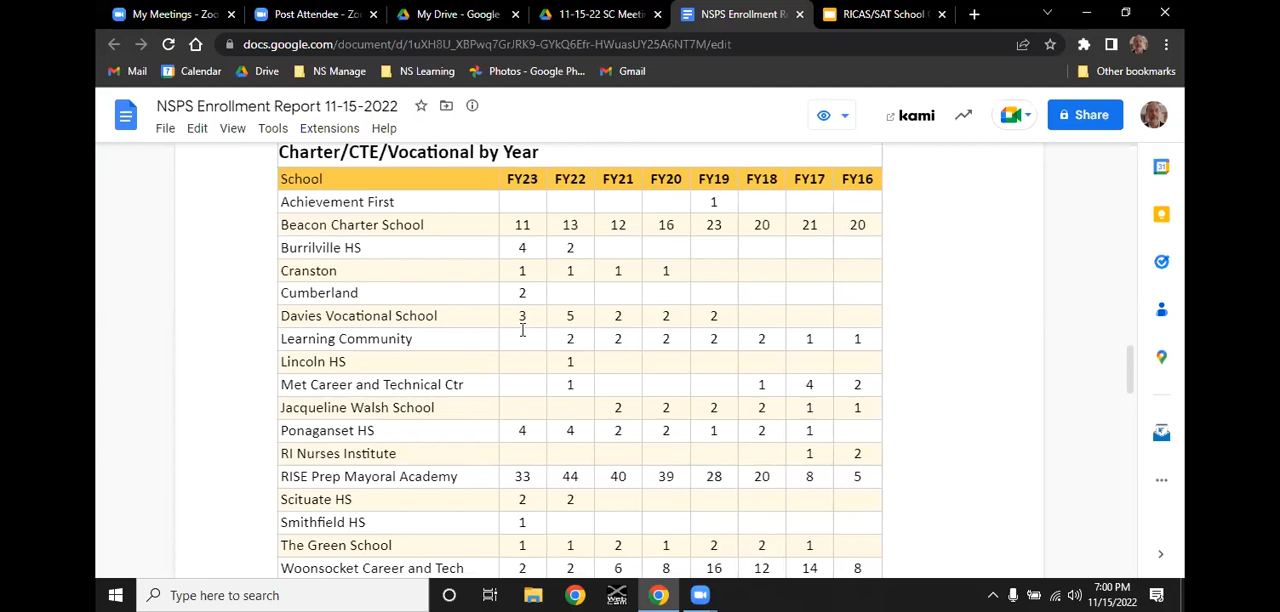 My Meetings - Zoo
Post Attendee - Zo
My Drive - Google
11-15-22 SC Meeti
NSPS Enrollment R
RICAS/SAT School
docs.google.com/document/d/1uXH8U_XBPwq7GrJRK9-GYkQ6Efr-HWuasUY25A6NT7M/edit
Mail Calendar Drive NS Manage NS Learning Photos - Google Ph... Gmail Other bookmarks
NSPS Enrollment Report 11-15-2022
File Edit View Tools Extensions Help
kami
Share
Charter/CTE/Vocational by Year
School FY23 FY22 FY21 FY20 FY19 FY18 FY17 FY16
Achievement First 1
Beacon Charter School 11 13 12 16 23 20 21 20
Burrilville HS 4 2
Cranston 1 1 1 1
Cumberland 2
Davies Vocational School 3 5 2 2 2
Learning Community 2 2 2 2 2 1 1
Lincoln HS 1
Met Career and Technical Ctr 1 1 4 2
Jacqueline Walsh School 2 2 2 2 1 1
Ponaganset HS 4 4 2 2 1 2 1
RI Nurses Institute 1 2
RISE Prep Mayoral Academy 33 44 40 39 28 20 8 5
Scituate HS 2 2
Smithfield HS 1
The Green School 1 1 2 1 2 2 1
Woonsocket Career and Tech 2 2 6 8 16 12 14 8
Type here to search
7:00 PM
11/15/2022